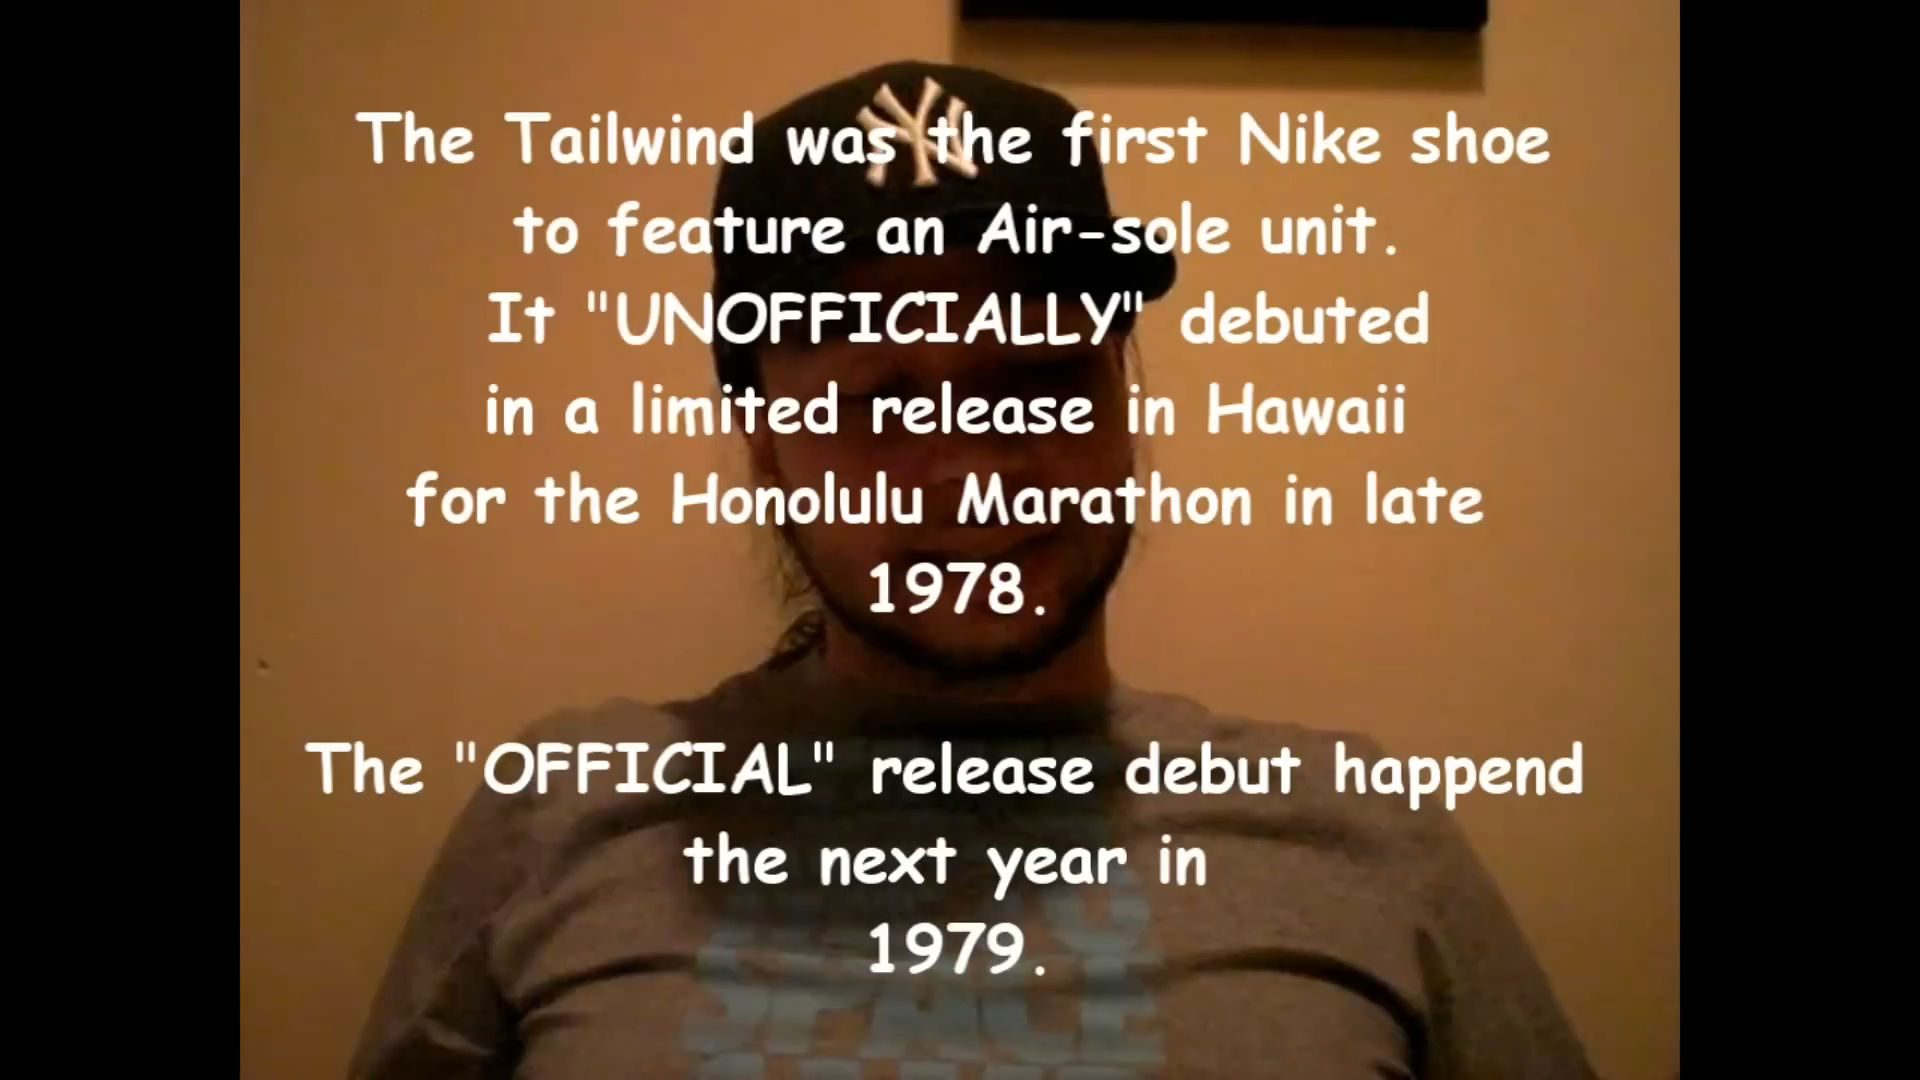 NY
The Tailwind was the first Nike shoe
to feature an Air-sole unit.
It "UNOFFICIALLY" debuted
in a limited release in Hawaii
for the Honolulu Marathon in late
1978.
The "OFFICIAL" release debut happend
the next year in
1979.
SPACE